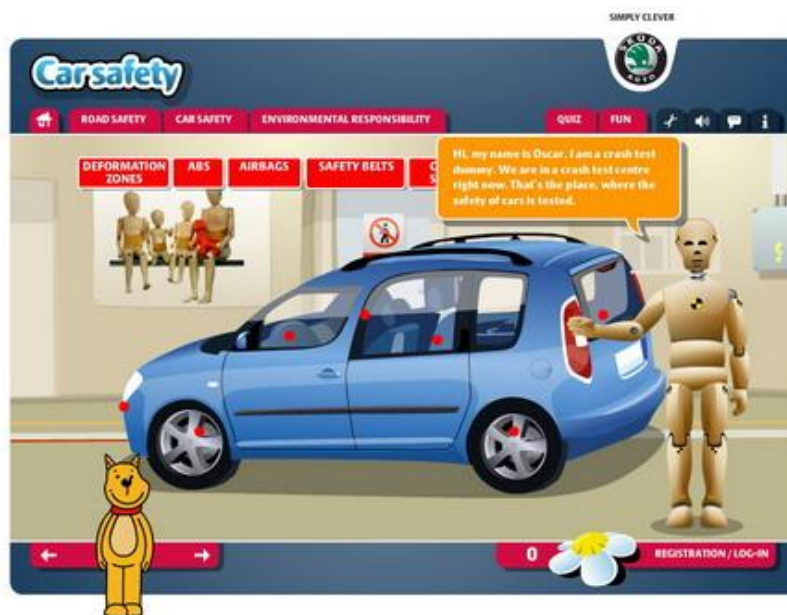 SIMPLY CLEVER
ŠKODA
AUTO
Car safety
ROAD SAFETY
CAR SAFETY
ENVIRONMENTAL RESPONSIBILITY
QUIZ
FUN
i
DEFORMATION
ZONES
ABS
AIRBAGS
SAFETY BELTS
Hi, my name is Oscar. I am a crash test
dummy. We are in a crash test centre
right now. That's the place, where the
safety of cars is tested.
0
REGISTRATION / LOG-IN